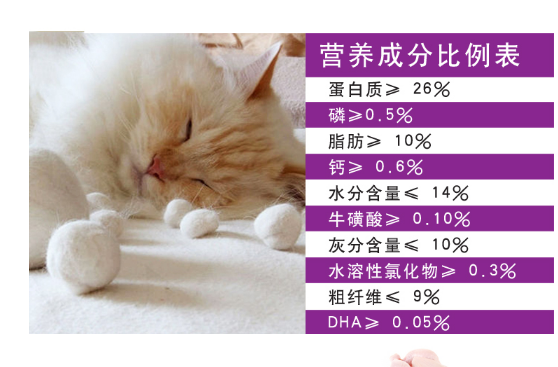 营养成分比例表
蛋白质≥ 26%
磷≥0.5%
脂肪≥ 10%
钙≥ 0.6%
水分含量≤ 14%
牛磺酸≥ 0.10%
灰分含量≤ 10%
水溶性氯化物≥ 0.3%
粗纤维≤ 9%
DHA≥ 0.05%